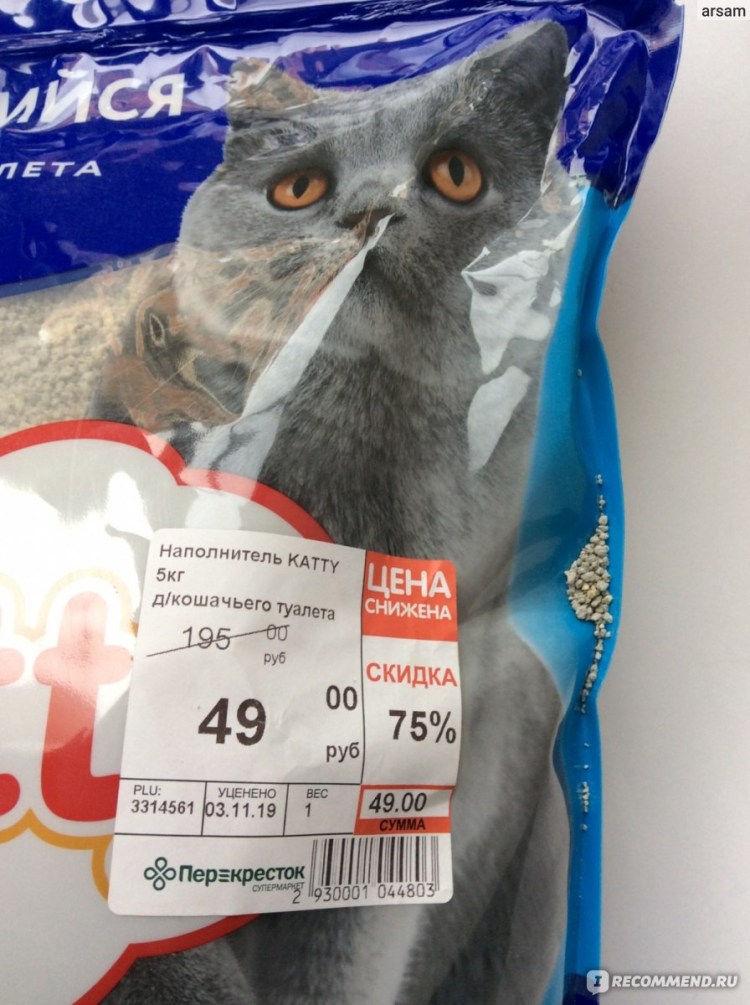 arsam
ийся
ЛЕТА
Наполнитель KATTY
5кг
д/кошачьего туалета
195 00
руб
49 00
руб
ЦЕНА
СНИЖЕНА
СКИДКА
75%
PLU:
3314561
УЦЕНЕНО
03.11.19
ВЕС
1
49.00
СУММА
Перекресток
СУПЕРМАРКЕТ
2 930001 044803
I RECOMMEND.RU